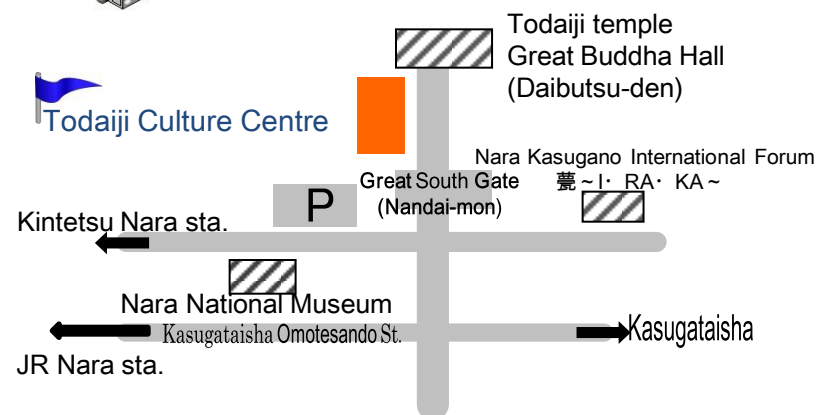 Todaiji temple
Great Buddha Hall
(Daibutsu-den)
Todaiji Culture Centre
Nara Kasugano International Forum
甍~I・RA・KA~
Great South Gate
(Nandai-mon)
P
Kintetsu Nara sta.
Nara National Museum
Kasugataisha Omotesando St.
Kasugataisha
JR Nara sta.